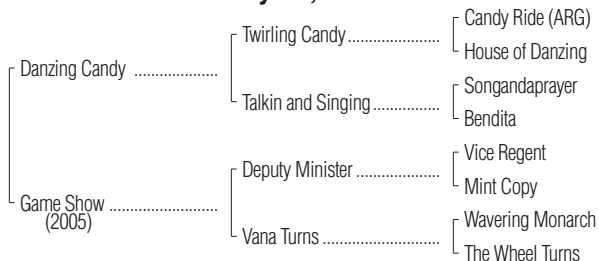 Candy Ride (ARG)
Twirling Candy
House of Danzing
Danzing Candy
Songandaprayer
Talkin and Singing
Bendita
Vice Regent
Deputy Minister
Mint Copy
Game Show
(2005)
Wavering Monarch
Vana Turns
The Wheel Turns